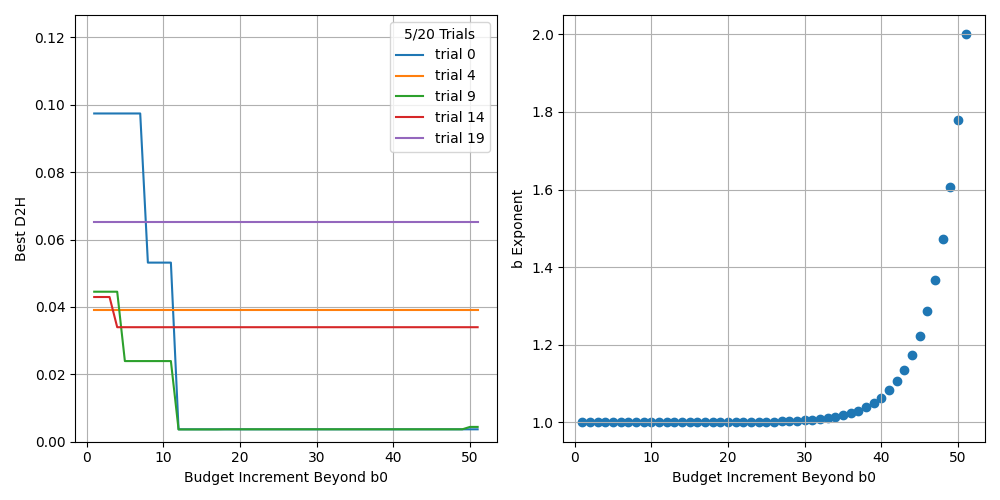 0.12
0.10
0.08
0.06
0.04
0.02
0.00
Best D2H
0
10
20
30
40
50
Budget Increment Beyond b0
5/20 Trials
trial 0
trial 4
trial 9
trial 14
trial 19
2.0
1.8
1.6
1.4
1.2
1.0
b Exponent
0
10
20
30
40
50
Budget Increment Beyond b0